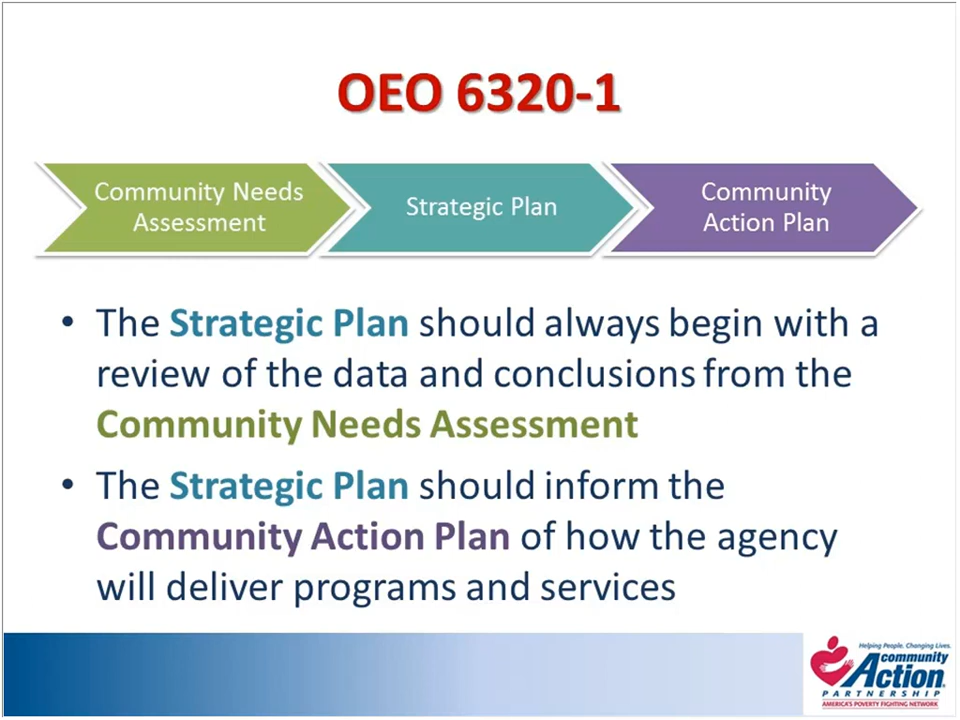 OEO 6320-1
Community Needs
Assessment
Strategic Plan
Community
Action Plan
• The Strategic Plan should always begin with a
review of the data and conclusions from the
Community Needs Assessment
• The Strategic Plan should inform the
Community Action Plan of how the agency
will deliver programs and services
Helping People. Changing Lives.
community
Action®
PARTNERSHIP
AMERICA'S POVERTY FIGHTING NETWORK